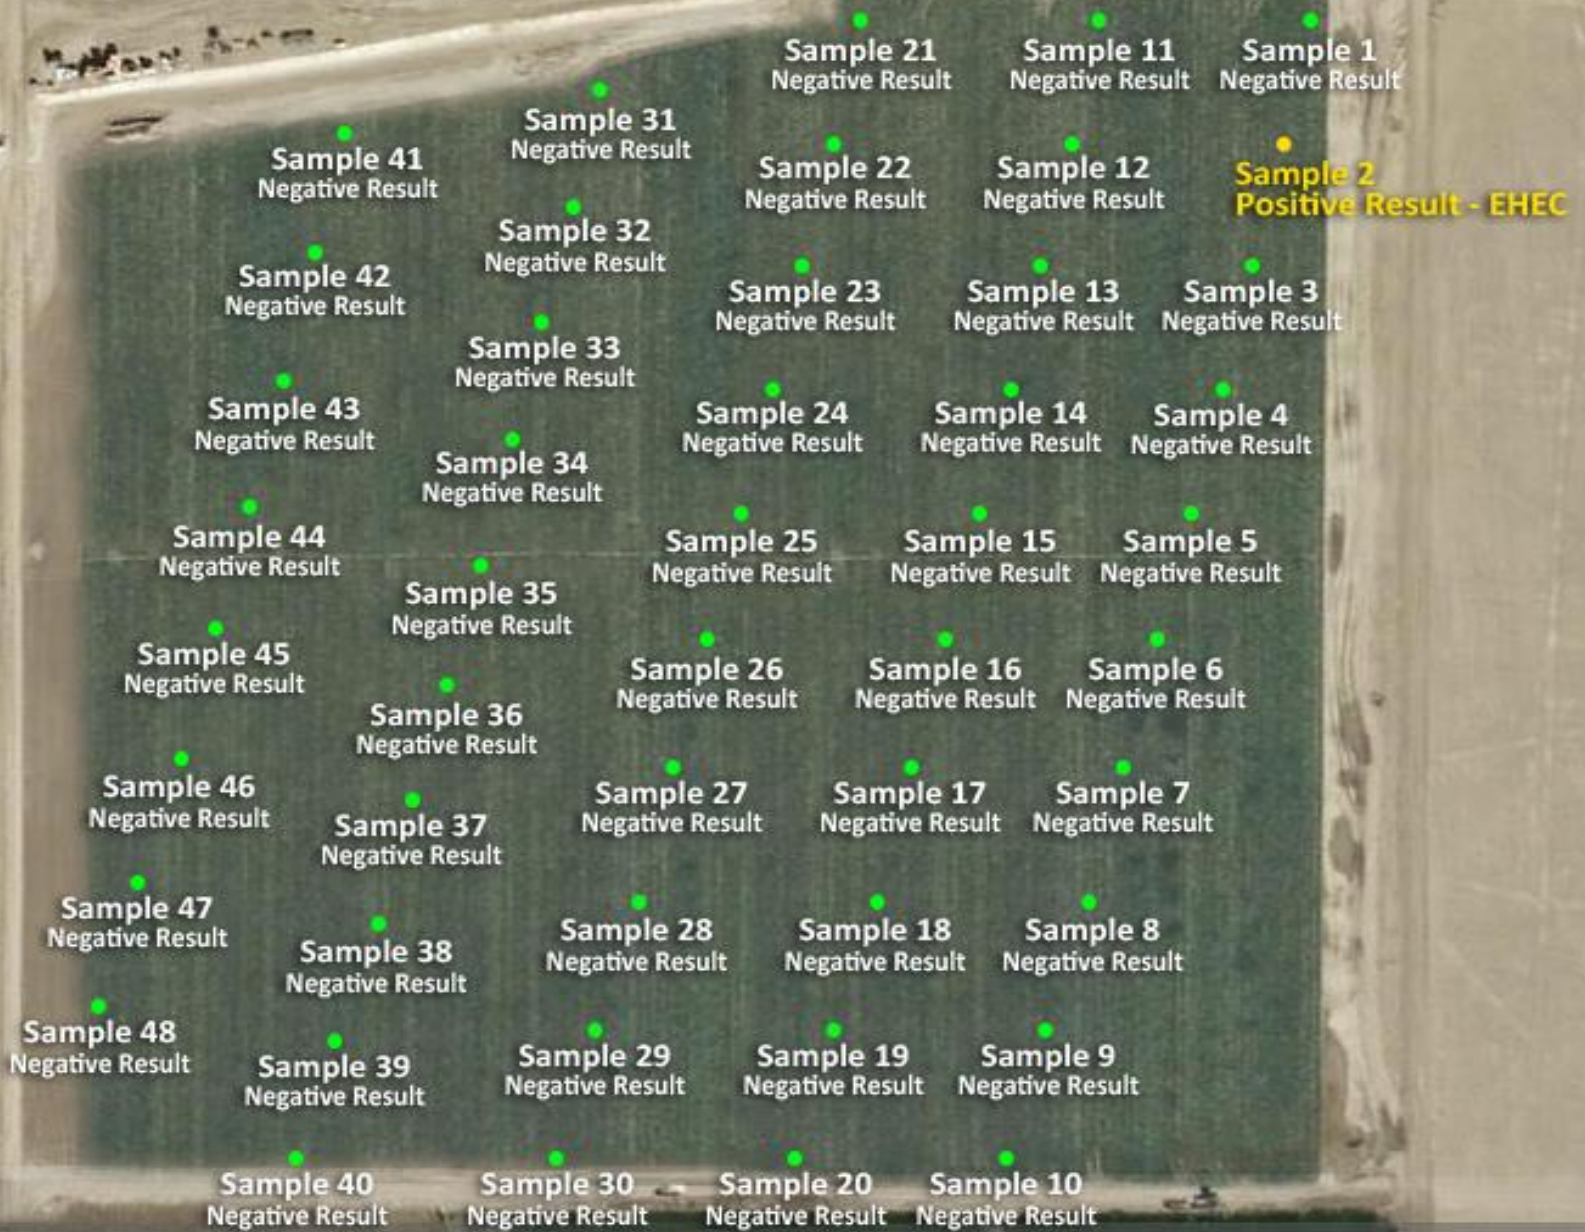 Sample 21
Negative Result
Sample 11
Negative Result
Sample 1
Negative Result
Sample 31
Negative Result
Sample 41
Negative Result
Sample 22
Negative Result
Sample 12
Negative Result
Sample 2
Positive Result - EHEC
Sample 32
Negative Result
Sample 42
Negative Result
Sample 23
Negative Result
Sample 13
Negative Result
Sample 3
Negative Result
Sample 33
Negative Result
Sample 43
Negative Result
Sample 24
Negative Result
Sample 14
Negative Result
Sample 4
Negative Result
Sample 34
Negative Result
Sample 44
Negative Result
Sample 25
Negative Result
Sample 15
Negative Result
Sample 5
Negative Result
Sample 35
Negative Result
Sample 45
Negative Result
Sample 26
Negative Result
Sample 16
Negative Result
Sample 6
Negative Result
Sample 36
Negative Result
Sample 46
Negative Result
Sample 27
Negative Result
Sample 17
Negative Result
Sample 7
Negative Result
Sample 37
Negative Result
Sample 47
Negative Result
Sample 28
Negative Result
Sample 18
Negative Result
Sample 8
Negative Result
Sample 38
Negative Result
Sample 48
Negative Result
Sample 29
Negative Result
Sample 19
Negative Result
Sample 9
Negative Result
Sample 39
Negative Result
Sample 40
Negative Result
Sample 30
Negative Result
Sample 20
Negative Result
Sample 10
Negative Result